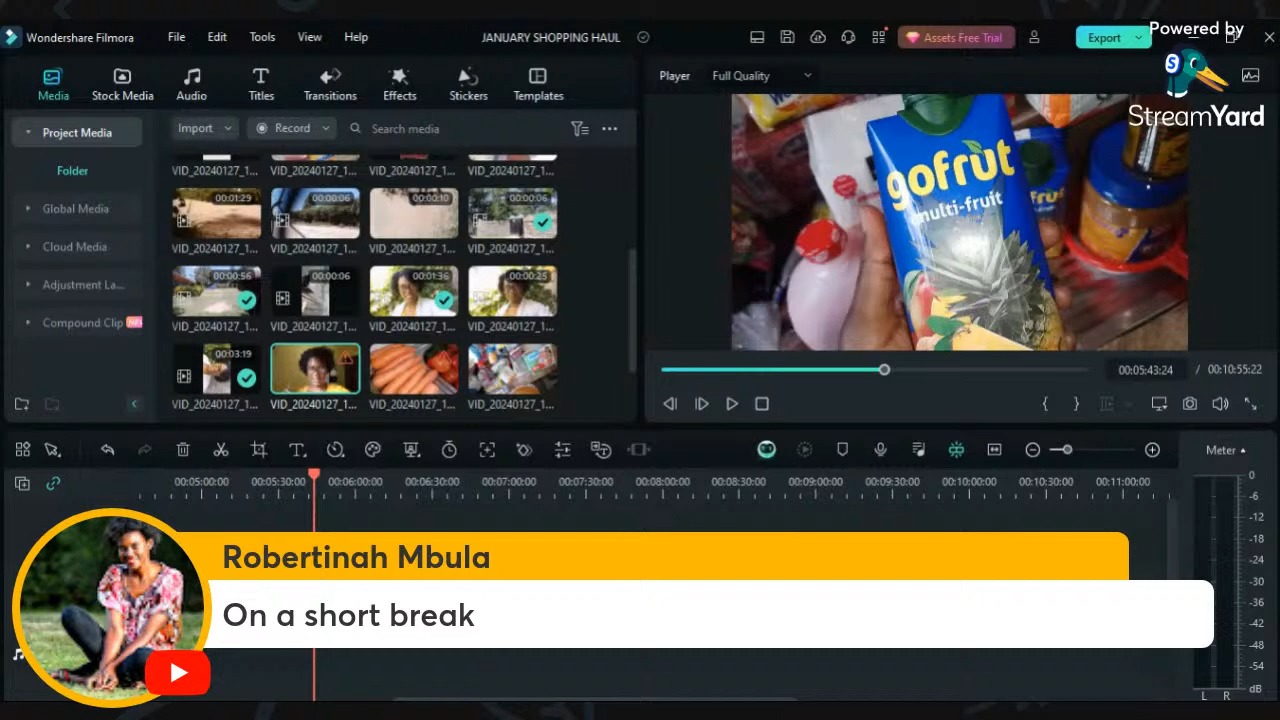 Powered by
StreamYard
Wondershare Filmora File Edit Tools View Help JANUARY SHOPPING HAUL Assets Free Trial Export
Media Stock Media Audio Titles Transitions Effects Stickers Templates
Player Full Quality
Project Media
Import Record Search media
Folder
Global Media
Cloud Media
Adjustment La...
Compound Clip
VID_20240127_1... VID_20240127_1... VID_20240127_1... VID_20240127_1...
00:01:29 00:00:06 00:00:10 00:00:06
VID_20240127_1... VID_20240127_1... VID_20240127_1... VID_20240127_1...
00:00:56 00:00:06 00:01:36 00:00:25
VID_20240127_1... VID_20240127_1... VID_20240127_1... VID_20240127_1...
00:03:19
VID_20240127_1... VID_20240127_1... VID_20240127_1... VID_20240127_1...
gofrùt
multi-fruit
00:05:43:24 / 00:10:55:22
Meter
00:05:00:00 00:05:30:00 00:06:00:00 00:06:30:00 00:07:00:00 00:07:30:00 00:08:00:00 00:08:30:00 00:09:00:00 00:09:30:00 00:10:00:00 00:10:30:00 00:11:00:00
0
-6
-12
-18
-24
-30
-36
-42
-48
-54
dB
L R
Robertinah Mbula
On a short break